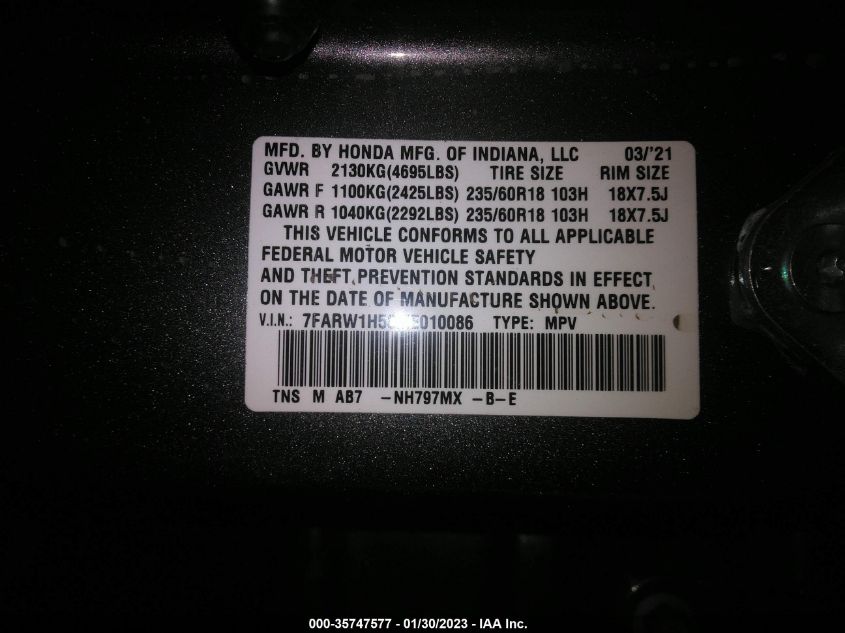 MFD. BY HONDA MFG. OF INDIANA, LLC 03/'21
GVWR 2130KG(4695LBS) TIRE SIZE RIM SIZE
GAWR F 1100KG(2425LBS) 235/60R18 103H 18X7.5J
GAWR R 1040KG(2292LBS) 235/60R18 103H 18X7.5J
THIS VEHICLE CONFORMS TO ALL APPLICABLE
FEDERAL MOTOR VEHICLE SAFETY
AND THEFT PREVENTION STANDARDS IN EFFECT
ON THE DATE OF MANUFACTURE SHOWN ABOVE.
V.I.N.: TYPE: MPV
TNS M AB7 -NH797MX -B-E
000-35747577 - 01/30/2023 - IAA Inc.